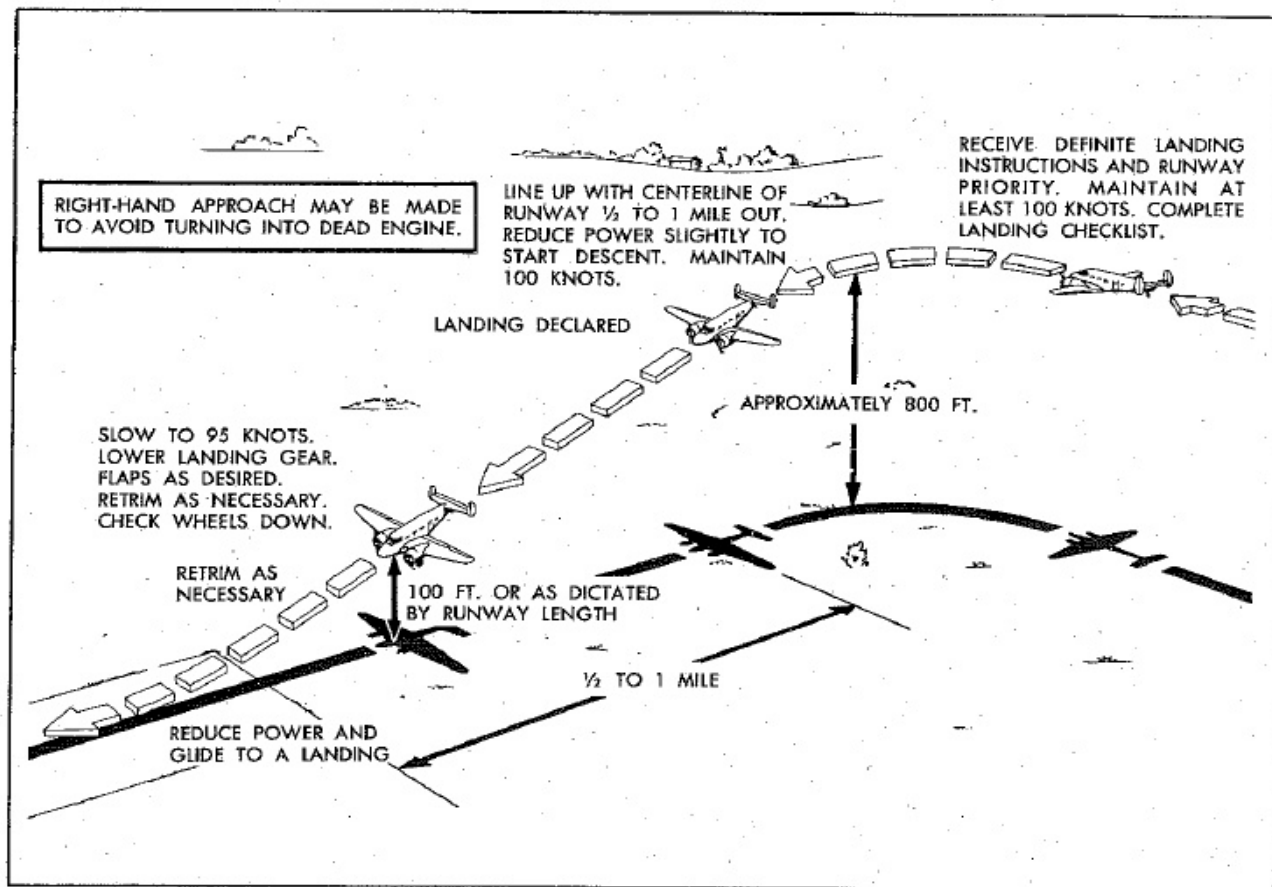 RECEIVE DEFINITE LANDING
INSTRUCTIONS AND RUNWAY
PRIORITY. MAINTAIN AT
LEAST 100 KNOTS. COMPLETE
LANDING CHECKLIST.
RIGHT-HAND APPROACH MAY BE MADE
TO AVOID TURNING INTO DEAD ENGINE.
LINE UP WITH CENTERLINE OF
RUNWAY ½ TO 1 MILE OUT.
REDUCE POWER SLIGHTLY TO
START DESCENT. MAINTAIN
100 KNOTS.
LANDING DECLARED
APPROXIMATELY 800 FT.
SLOW TO 95 KNOTS.
LOWER LANDING GEAR.
FLAPS AS DESIRED.
RETRIM AS NECESSARY.
CHECK WHEELS DOWN.
RETRIM AS
NECESSARY
100 FT. OR AS DICTATED
BY RUNWAY LENGTH
½ TO 1 MILE
REDUCE POWER AND
GLIDE TO A LANDING